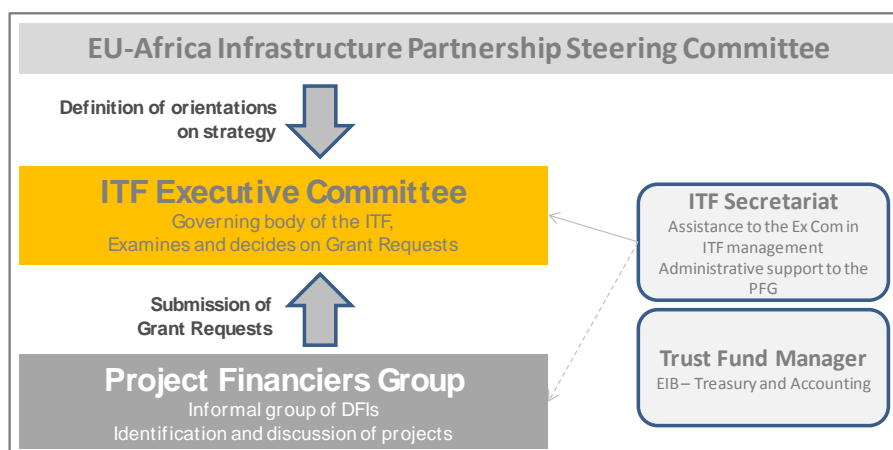 EU-Africa Infrastructure Partnership Steering Committee
Definition of orientations
on strategy
ITF Executive Committee
Governing body of the ITF,
Examines and decides on Grant Requests
Submission of
Grant Requests
Project Financiers Group
Informal group of DFIs
Identification and discussion of projects
ITF Secretariat
Assistance to the Ex Com in
ITF management
Administrative support to the
PFG
Trust Fund Manager
EIB – Treasury and Accounting